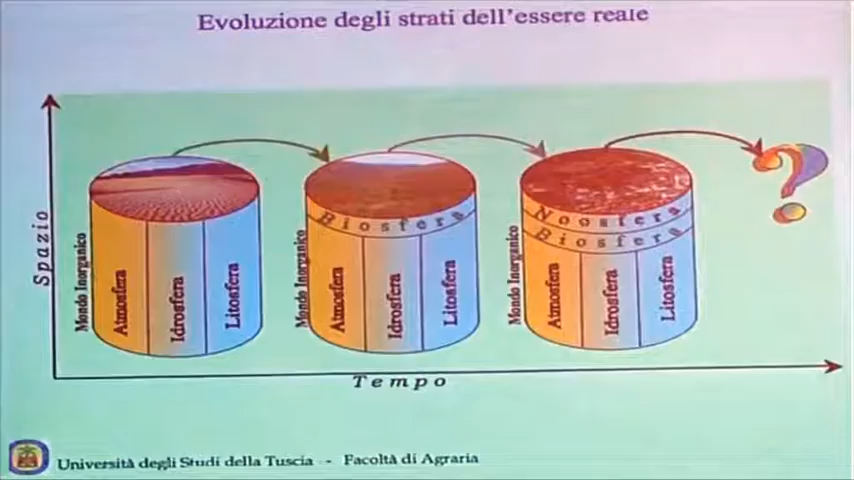 Evoluzione degli strati dell'essere reale
Spazio
Mondo Inorganico
Atmosfera
Idrosfera
Litosfera
Biosfera
Mondo Inorganico
Atmosfera
Idrosfera
Litosfera
Noosfera
Biosfera
Mondo Inorganico
Atmosfera
Idrosfera
Litosfera
?
Tempo
Università degli Studi della Tuscia - Facoltà di Agraria